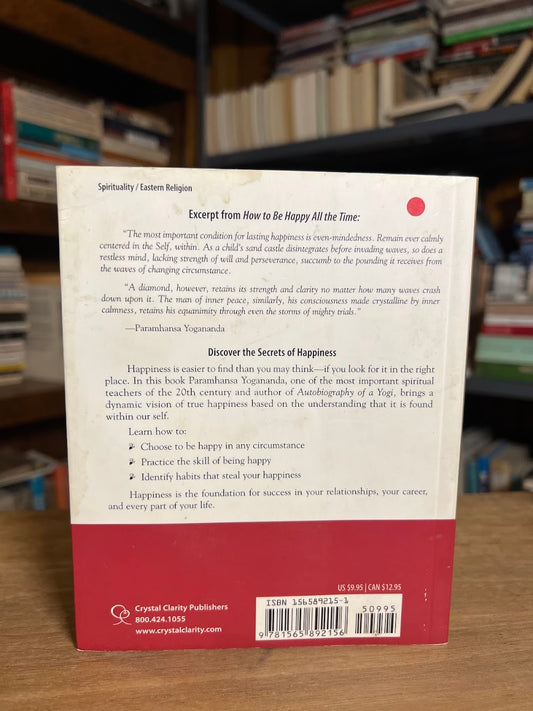 Spirituality / Eastern Religion
Excerpt from How to Be Happy All the Time:
"The most important condition for lasting happiness is even-mindedness. Remain ever calmly
centered in the Self, within. As a child's sand castle disintegrates before invading waves, so does a
restless mind, lacking strength of will and perseverance, succumb to the pounding it receives from
the waves of changing circumstance.
"A diamond, however, retains its strength and clarity no matter how many waves crash
down upon it. The man of inner peace, similarly, his consciousness made crystalline by inner
calmness, retains his equanimity through even the storms of mighty trials."
—Paramhansa Yogananda
Discover the Secrets of Happiness
Happiness is easier to find than you may think—if you look for it in the right
place. In this book Paramhansa Yogananda, one of the most important spiritual
teachers of the 20th century and author of Autobiography of a Yogi, brings a
dynamic vision of true happiness based on the understanding that it is found
within our self.
Learn how to:
Choose to be happy in any circumstance
Practice the skill of being happy
Identify habits that steal your happiness
Happiness is the foundation for success in your relationships, your career,
and every part of your life.
US $9.95 | CAN $12.95
ISBN 156589215-1
50995
9 781565 892156
Crystal Clarity Publishers
800.424.1055
www.crystalclarity.com